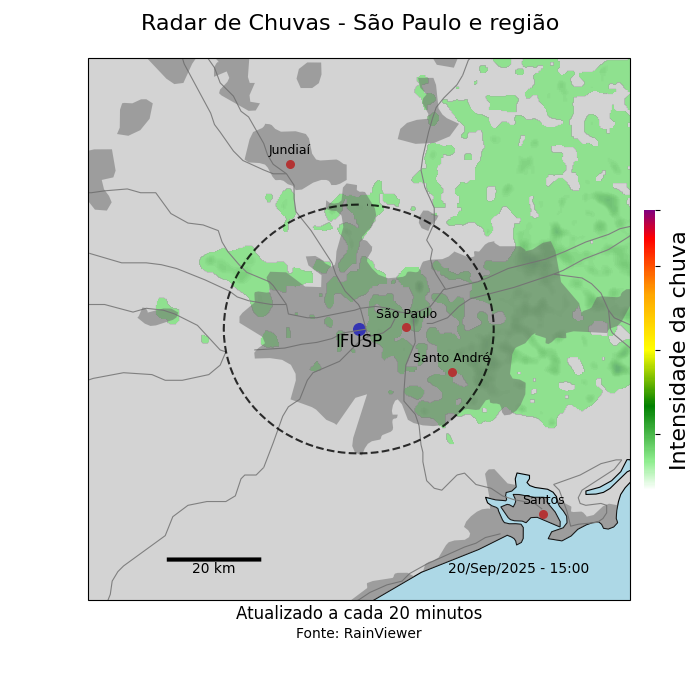 Radar de Chuvas - São Paulo e região
Jundiaí
São Paulo
IFUSP
Santo André
Santos
20 km
20/Sep/2025 - 15:00
Intensidade da chuva
Atualizado a cada 20 minutos
Fonte: RainViewer